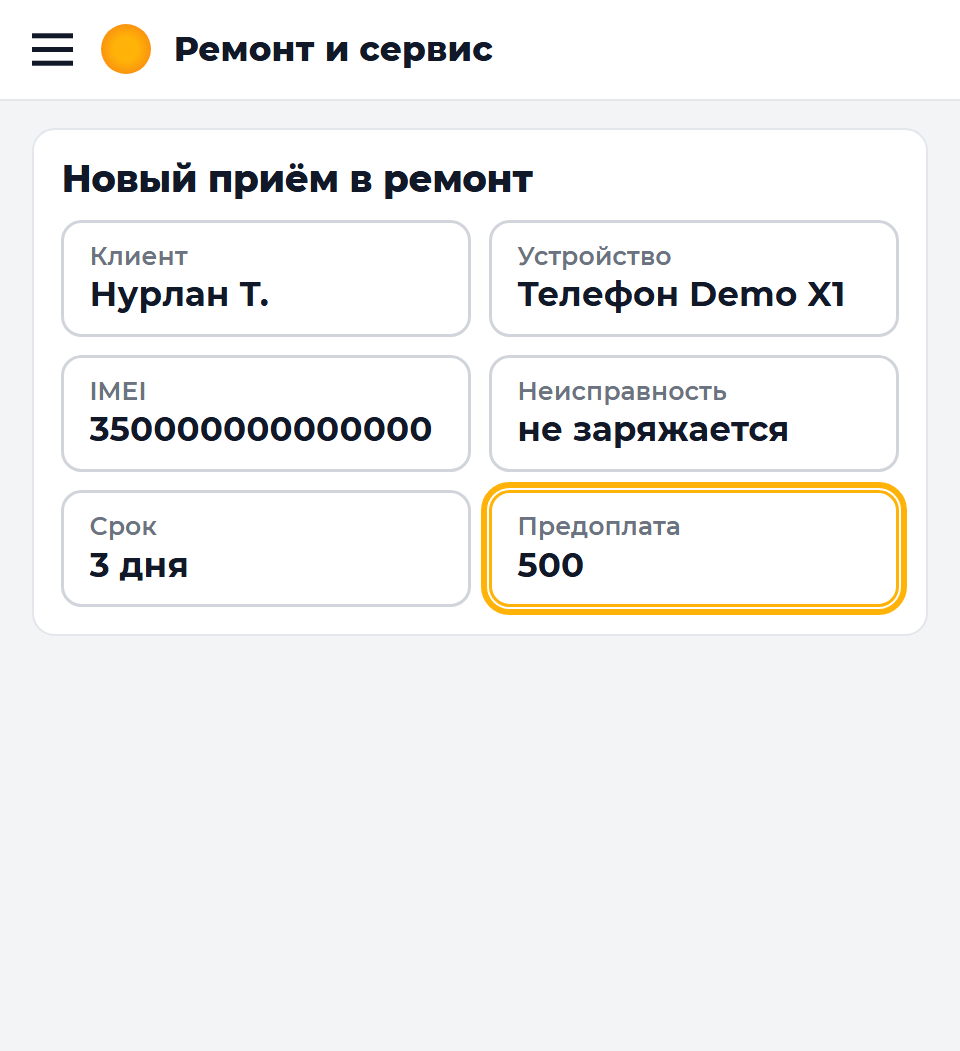 Ремонт и сервис
Новый приём в ремонт
Клиент
Нурлан Т.
Устройство
Телефон Demo X1
IMEI
350000000000000
Неисправность
не заряжается
Срок
3 дня
Предоплата
500